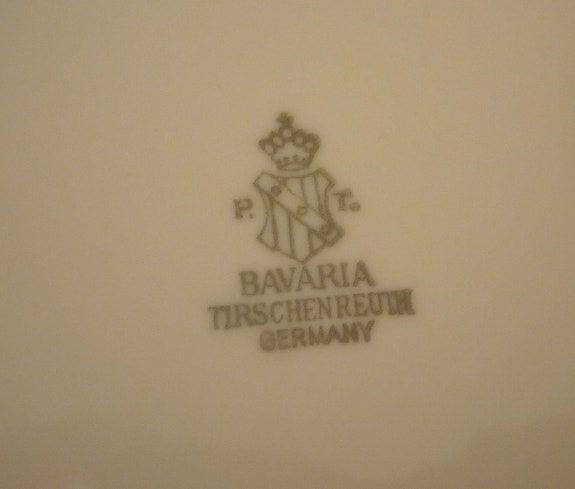 P. T.
BAVARIA
TIRSCHENREUTH
GERMANY